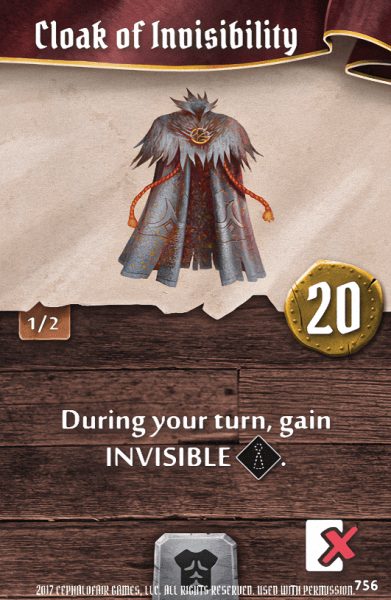 Cloak of Invisibility
1/2
20
During your turn, gain
INVISIBLE.
2017 CEPHALOFAIR GAMES, LLC. ALL RIGHTS RESERVED. USED WITH PERMISSION.
756